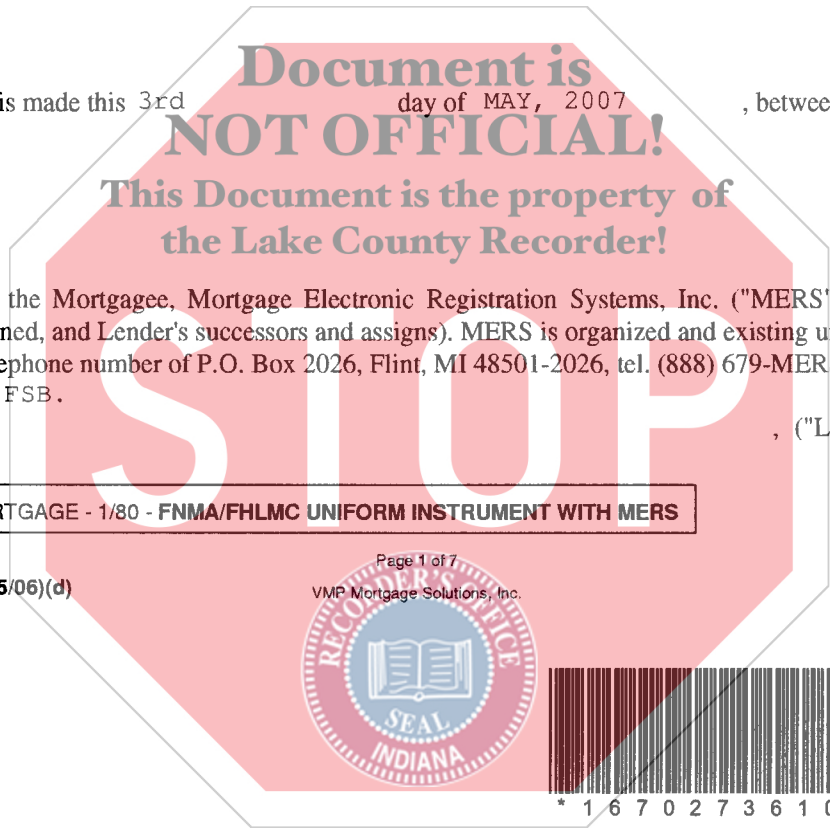 Document is
is made this 3rd day of MAY, 2007 , betwee
NOT OFFICIAL!
This Document is the property of
the Lake County Recorder!
the Mortgagee, Mortgage Electronic Registration Systems, Inc. ("MERS"
ned, and Lender's successors and assigns). MERS is organized and existing u
ephone number of P.O. Box 2026, Flint, MI 48501-2026, tel. (888) 679-MER
FSB.
, ("L
STOP
RTGAGE - 1/80 - FNMA/FHLMC UNIFORM INSTRUMENT WITH MERS
Page 1 of 7
5/06)(d)
VMP Mortgage Solutions, Inc.
RECORDER'S OFFICE
SEAL
INDIANA
* 1 6 7 0 2 7 3 6 1 0